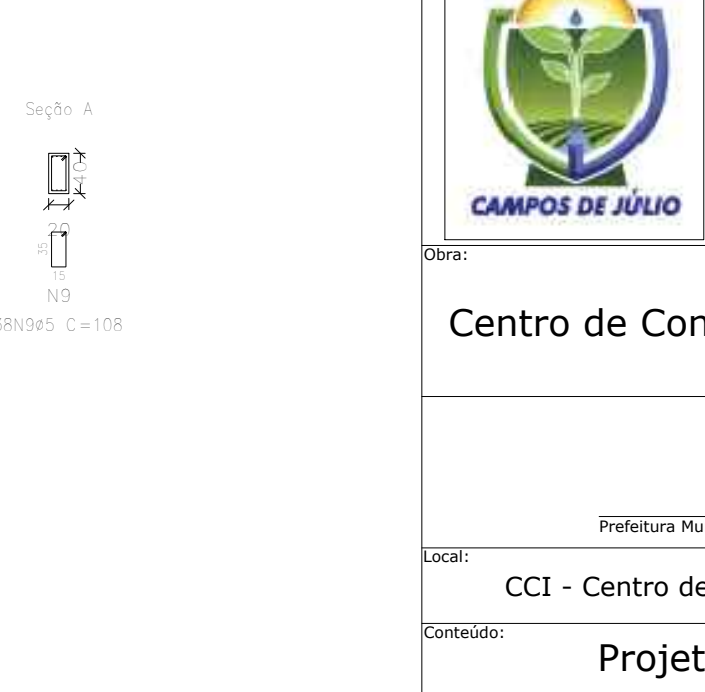 Seção A
40
20
35
15
N9
8N9ø5 C=108
CAMPOS DE JÚLIO
Obra:
Centro de Con
Prefeitura Mu
Local:
CCI - Centro de
Conteúdo:
Projet